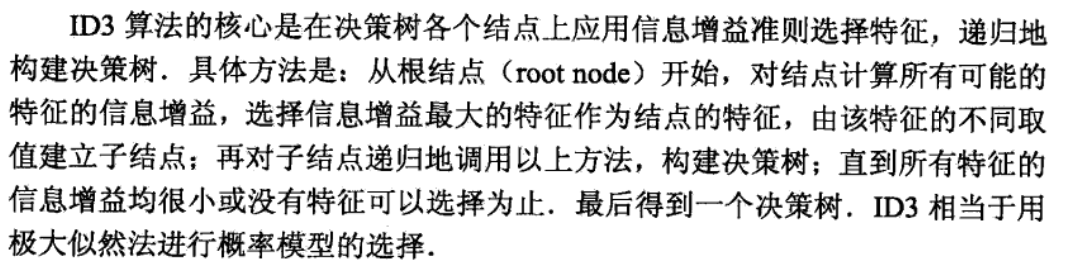 ID3 算法的核心是在决策树各个结点上应用信息增益准则选择特征，递归地
构建决策树．具体方法是：从根结点（root node）开始，对结点计算所有可能的
特征的信息增益，选择信息增益最大的特征作为结点的特征，由该特征的不同取
值建立子结点；再对子结点递归地调用以上方法，构建决策树；直到所有特征的
信息增益均很小或没有特征可以选择为止．最后得到一个决策树．ID3 相当于用
极大似然法进行概率模型的选择．